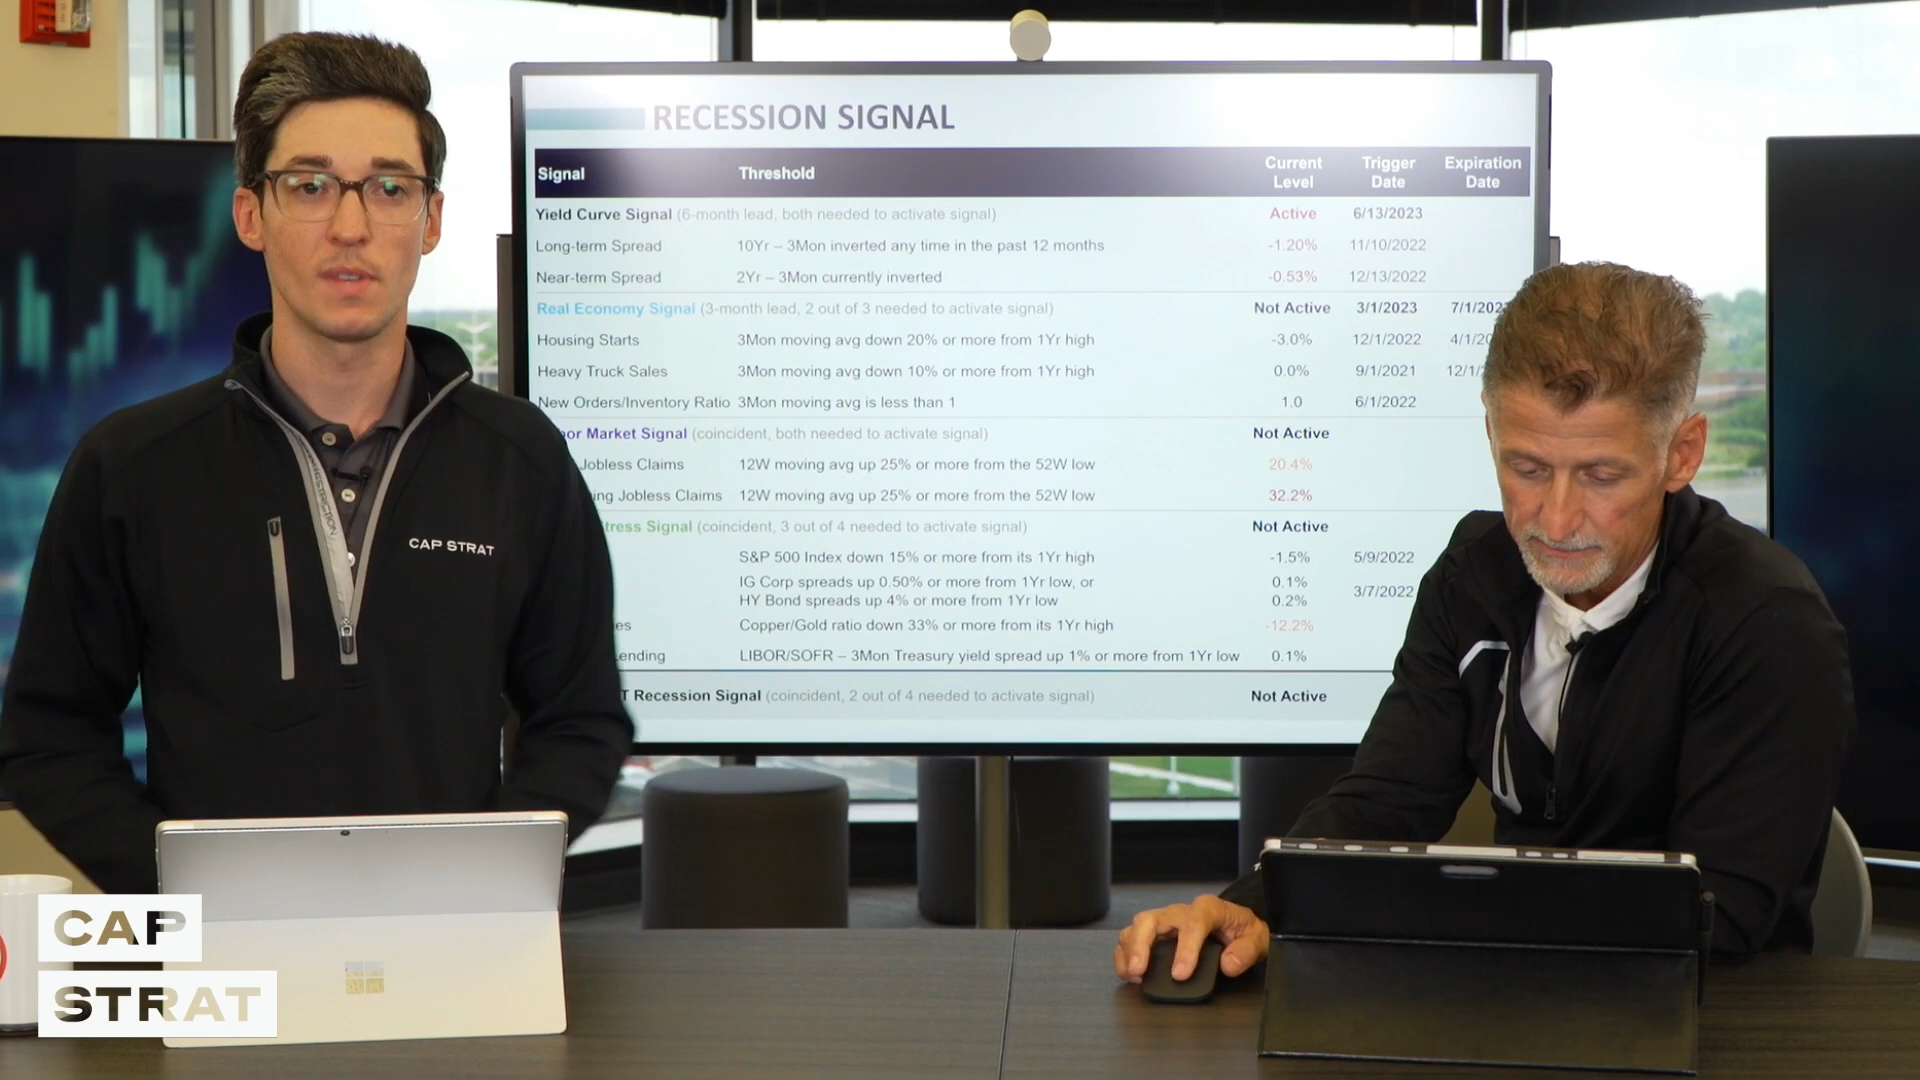 RECESSION SIGNAL
Signal Threshold Current Level Trigger Date Expiration Date
Yield Curve Signal (6-month lead, both needed to activate signal) Active 6/13/2023
Long-term Spread 10Yr – 3Mon inverted any time in the past 12 months -1.20% 11/10/2022
Near-term Spread 2Yr – 3Mon currently inverted -0.53% 12/13/2022
Real Economy Signal (3-month lead, 2 out of 3 needed to activate signal) Not Active 3/1/2023 7/1/202
Housing Starts 3Mon moving avg down 20% or more from 1Yr high -3.0% 12/1/2022 4/1/20
Heavy Truck Sales 3Mon moving avg down 10% or more from 1Yr high 0.0% 9/1/2021 12/1/
New Orders/Inventory Ratio 3Mon moving avg is less than 1 1.0 6/1/2022
or Market Signal (coincident, both needed to activate signal) Not Active
Jobless Claims 12W moving avg up 25% or more from the 52W low 20.4%
ing Jobless Claims 12W moving avg up 25% or more from the 52W low 32.2%
tress Signal (coincident, 3 out of 4 needed to activate signal) Not Active
S&P 500 Index down 15% or more from its 1Yr high -1.5% 5/9/2022
IG Corp spreads up 0.50% or more from 1Yr low, or 0.1%
HY Bond spreads up 4% or more from 1Yr low 0.2% 3/7/2022
es Copper/Gold ratio down 33% or more from its 1Yr high -12.2%
ending LIBOR/SOFR – 3Mon Treasury yield spread up 1% or more from 1Yr low 0.1%
T Recession Signal (coincident, 2 out of 4 needed to activate signal) Not Active
CAP STRAT
CAP
STRAT